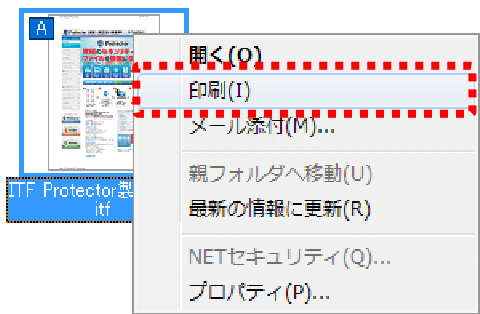 A
Protector
開く(O)
印刷(I)
メール添付(M)...
親フォルダへ移動(U)
ITF Protector製
itf
最新の情報に更新(R)
NETセキュリティ(Q)...
プロパティ(P)...